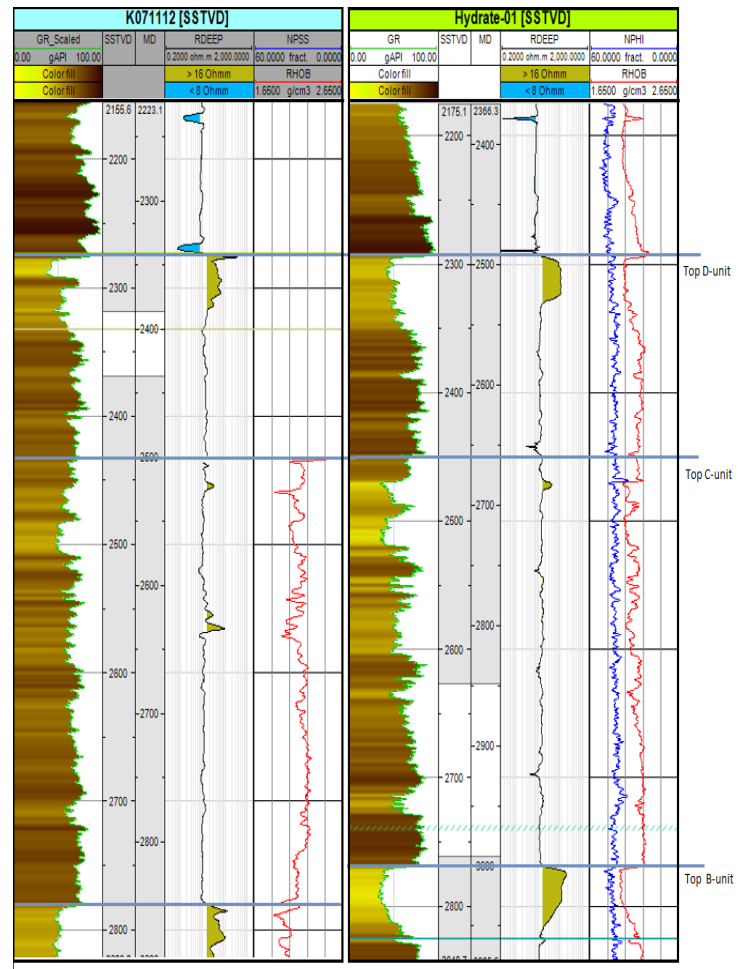 K071112 [SSTVD]
GR_Scaled SSTVD MD RDEEP NPSS
0.00 gAPI 100.00 0.2000 ohm.m 2,000.0000 60.0000 fract. 0.0000
Color fill > 16 Ohmm RHOB
Color fill < 8 Ohmm 1.6500 g/cm3 2.6500
2155.6 2223.1
2200
2300
2300
2400
2400
2500
2500
2600
2600
2700
2700
2800
2800
Hydrate-01 [SSTVD]
GR SSTVD MD RDEEP NPHI
0.00 gAPI 100.00 0.2000 ohm.m 2,000.0000 60.0000 fract. 0.0000
Color fill > 16 Ohmm RHOB
Color fill < 8 Ohmm 1.6500 g/cm3 2.6500
2175.1 2366.3
2200
2400
Top D-unit
2300
2500
2400
2600
Top C-unit
2700
2500
2800
2600
2900
2700
Top B-unit
2800